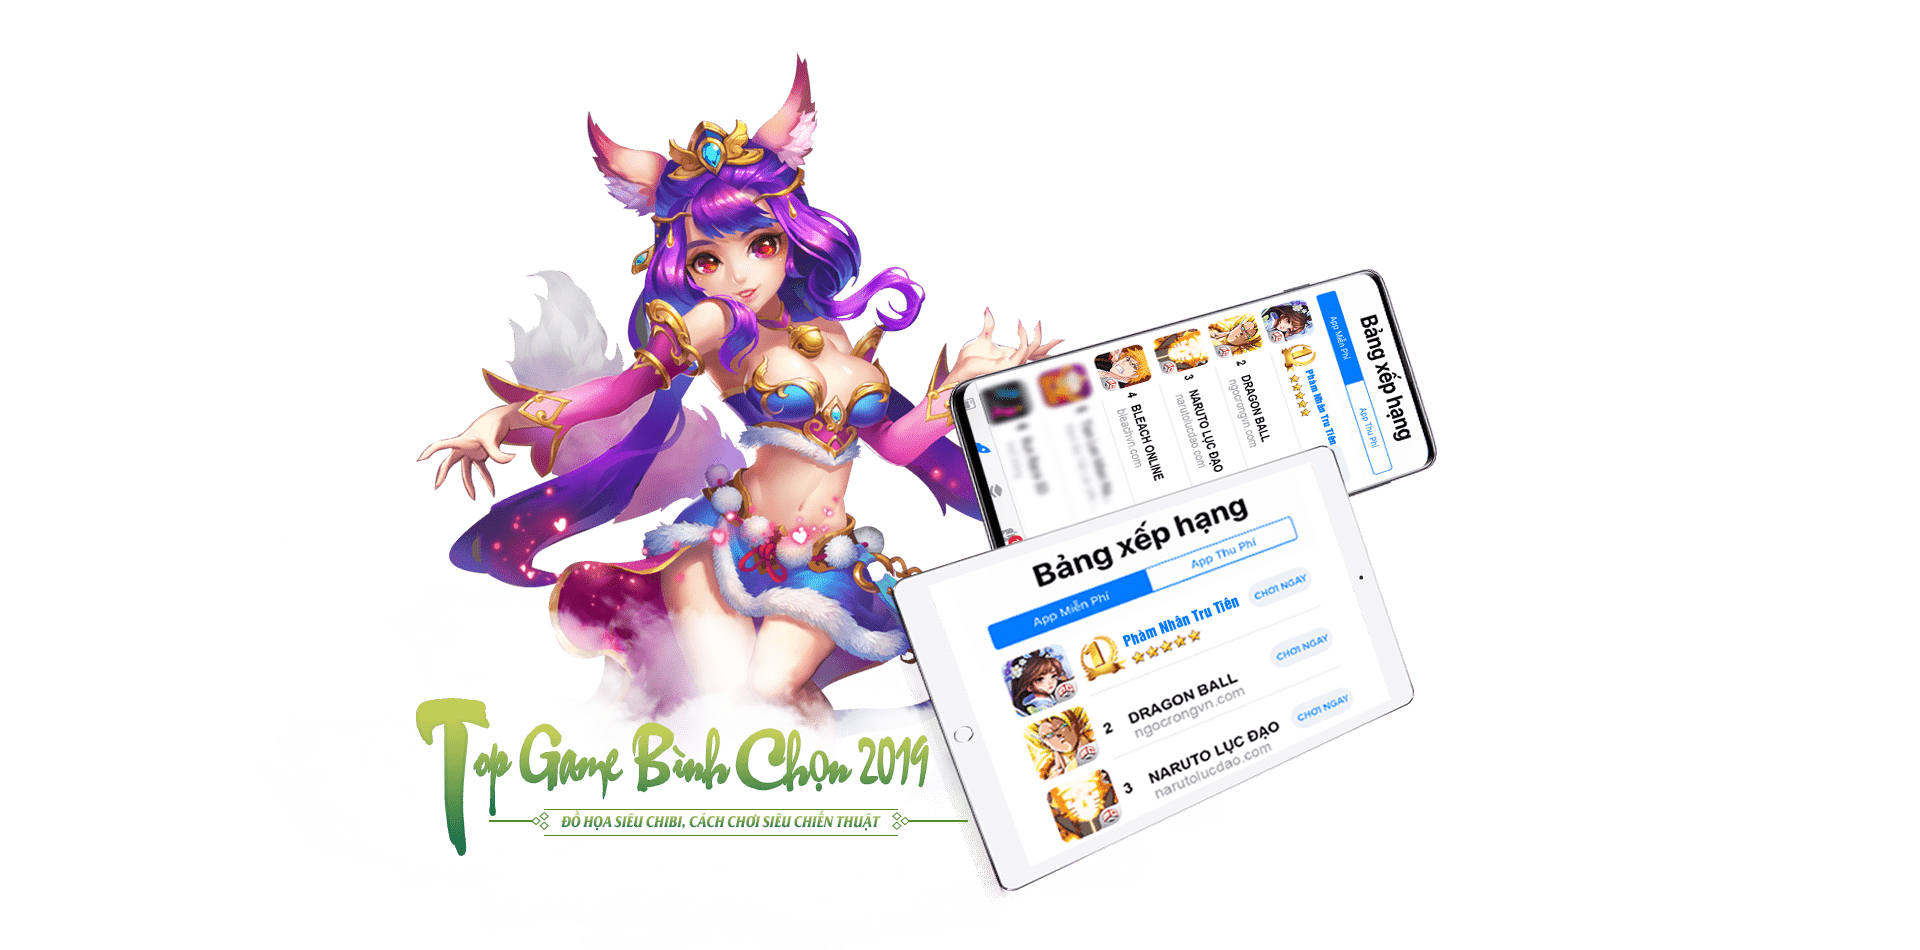 Bảng xếp hạng
App Miễn Phí
App Thu Phí
Phàm Nhân Tru Tiên
2 DRAGON BALL
ngocrongvn.com
3 NARUTO LỤC ĐẠO
narutolucdao.com
4 BLEACH ONLINE
bleachvn.com
Bảng xếp hạng
App Miễn Phí
App Thu Phí
1
Phàm Nhân Tru Tiên
CHƠI NGAY
2 DRAGON BALL
ngocrongvn.com
CHƠI NGAY
3 NARUTO LỤC ĐẠO
narutolucdao.com
CHƠI NGAY
Top Game Bình Chọn 2019
ĐỒ HỌA SIÊU CHIBI, CÁCH CHƠI SIÊU CHIẾN THUẬT